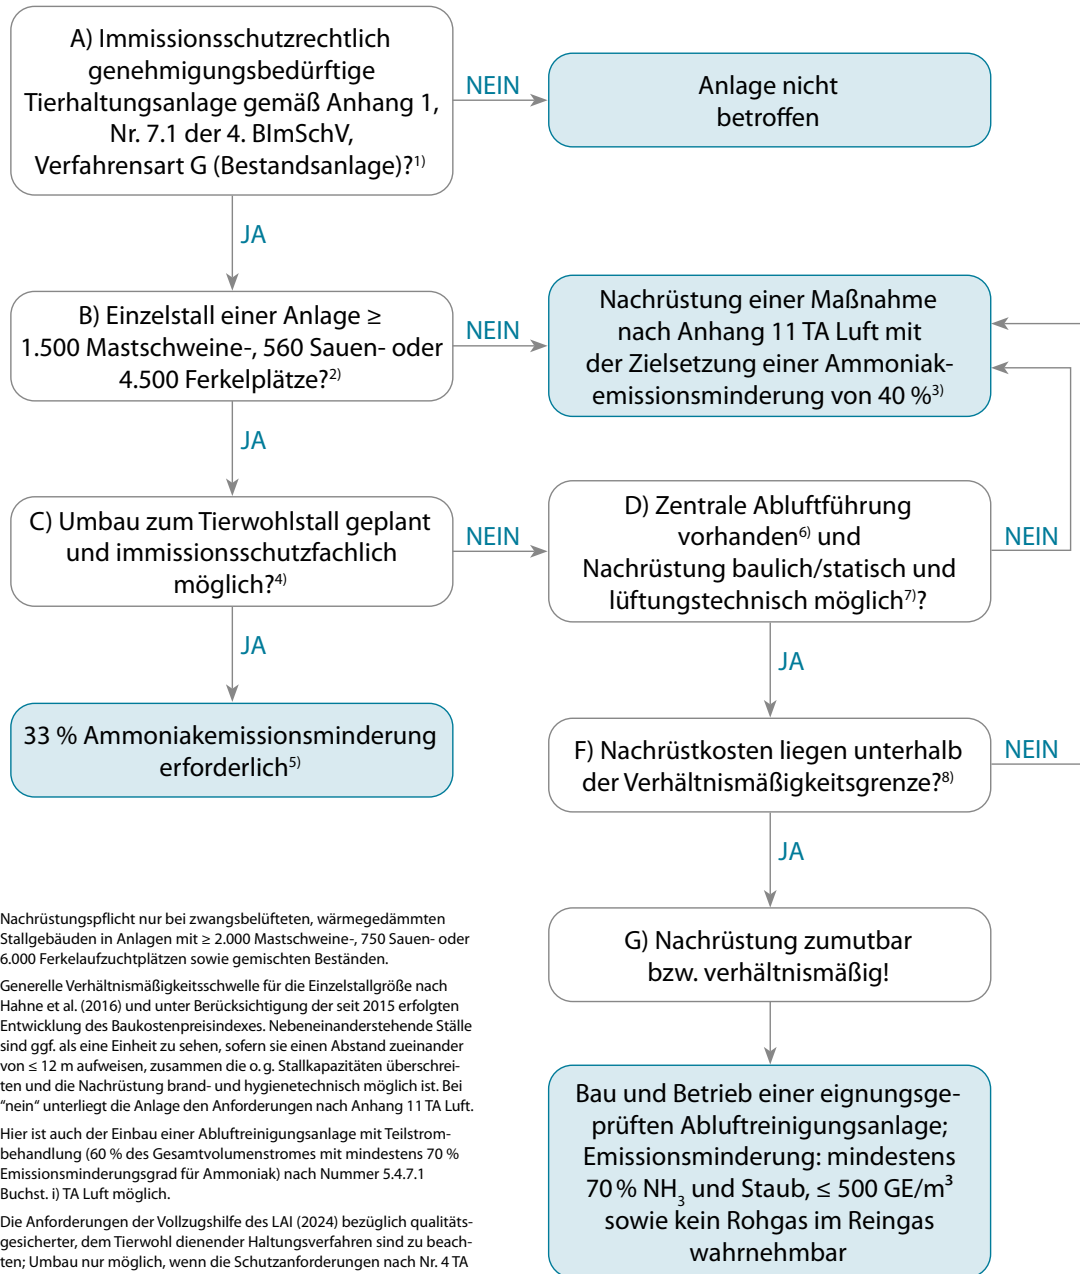 A) Immissionsschutzrechtlich
genehmigungsbedürftige
Tierhaltungsanlage gemäß Anhang 1,
Nr. 7.1 der 4. BImSchV,
Verfahrensart G (Bestandsanlage)?1)
NEIN
Anlage nicht
betroffen
JA
B) Einzelstall einer Anlage ≥
1.500 Mastschweine-, 560 Sauen- oder
4.500 Ferkelplätze?2)
NEIN
Nachrüstung einer Maßnahme
nach Anhang 11 TA Luft mit
der Zielsetzung einer Ammoniak-
emissionsminderung von 40 %3)
JA
C) Umbau zum Tierwohlstall geplant
und immissionsschutzfachlich
möglich?4)
NEIN
D) Zentrale Abluftführung
vorhanden6) und
Nachrüstung baulich/statisch und
lüftungstechnisch möglich7)?
NEIN
JA
JA
33 % Ammoniakemissionsminderung
erforderlich5)
F) Nachrüstkosten liegen unterhalb
der Verhältnismäßigkeitsgrenze?8)
NEIN
JA
G) Nachrüstung zumutbar
bzw. verhältnismäßig!
Bau und Betrieb einer eignungsge-
prüften Abluftreinigungsanlage;
Emissionsminderung: mindestens
70 % NH3 und Staub, ≤ 500 GE/m³
sowie kein Rohgas im Reingas
wahrnehmbar
Nachrüstungspflicht nur bei zwangsbelüfteten, wärmegedämmten
Stallgebäuden in Anlagen mit ≥ 2.000 Mastschweine-, 750 Sauen- oder
6.000 Ferkelaufzuchtplätzen sowie gemischten Beständen.
Generelle Verhältnismäßigkeitsschwelle für die Einzelstallgröße nach
Hahne et al. (2016) und unter Berücksichtigung der seit 2015 erfolgten
Entwicklung des Baukostenpreisindexes. Nebeneinanderstehende Ställe
sind ggf. als eine Einheit zu sehen, sofern sie einen Abstand zueinander
von ≤ 12 m aufweisen, zusammen die o. g. Stallkapazitäten überschrei-
ten und die Nachrüstung brand- und hygienetechnisch möglich ist. Bei
"nein" unterliegt die Anlage den Anforderungen nach Anhang 11 TA Luft.
Hier ist auch der Einbau einer Abluftreinigungsanlage mit Teilstrom-
behandlung (60 % des Gesamtvolumenstromes mit mindestens 70 %
Emissionsminderungsgrad für Ammoniak) nach Nummer 5.4.7.1
Buchst. i) TA Luft möglich.
Die Anforderungen der Vollzugshilfe des LAI (2024) bezüglich qualitäts-
gesicherter, dem Tierwohl dienender Haltungsverfahren sind zu beach-
ten; Umbau nur möglich, wenn die Schutzanforderungen nach Nr. 4 TA